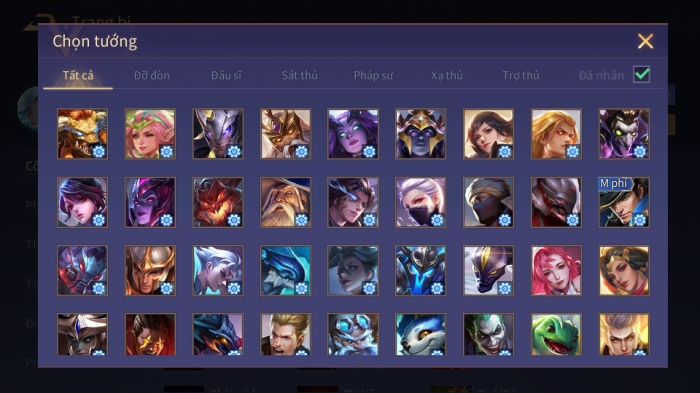 Trang bị
Chọn tướng
Tất cả Đỡ đòn Đấu sĩ Sát thủ Pháp sư Xạ thủ Trợ thủ Đã nhận
M phí